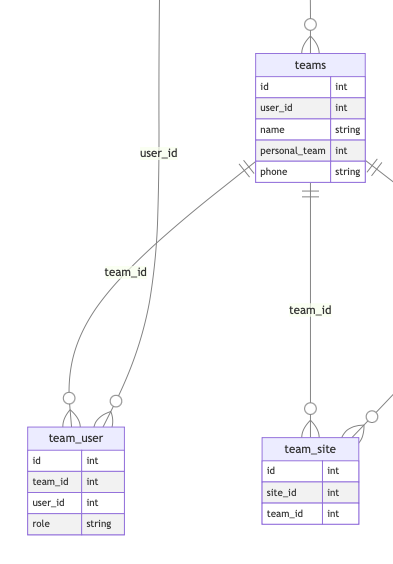 teams
id int
user_id int
name string
personal_team int
phone string
user_id
team_id
team_id
team_user
id int
team_id int
user_id int
role string
team_site
id int
site_id int
team_id int